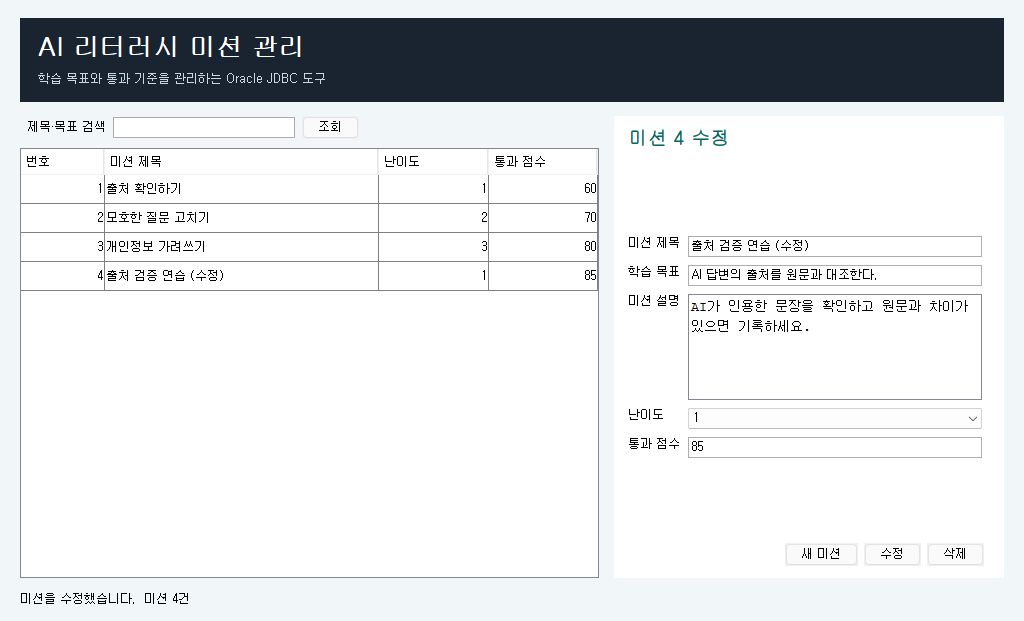 AI 리터러시 미션 관리
학습 목표와 통과 기준을 관리하는 Oracle JDBC 도구
제목·목표 검색 조회
번호 미션 제목 난이도 통과 점수
1 출처 확인하기 1 60
2 모호한 질문 고치기 2 70
3 개인정보 가려쓰기 3 80
4 출처 검증 연습 (수정) 1 85
미션 4 수정
미션 제목 출처 검증 연습 (수정)
학습 목표 AI 답변의 출처를 원문과 대조한다.
미션 설명 AI가 인용한 문장을 확인하고 원문과 차이가
있으면 기록하세요.
난이도 1
통과 점수 85
새 미션 수정 삭제
미션을 수정했습니다. 미션 4건